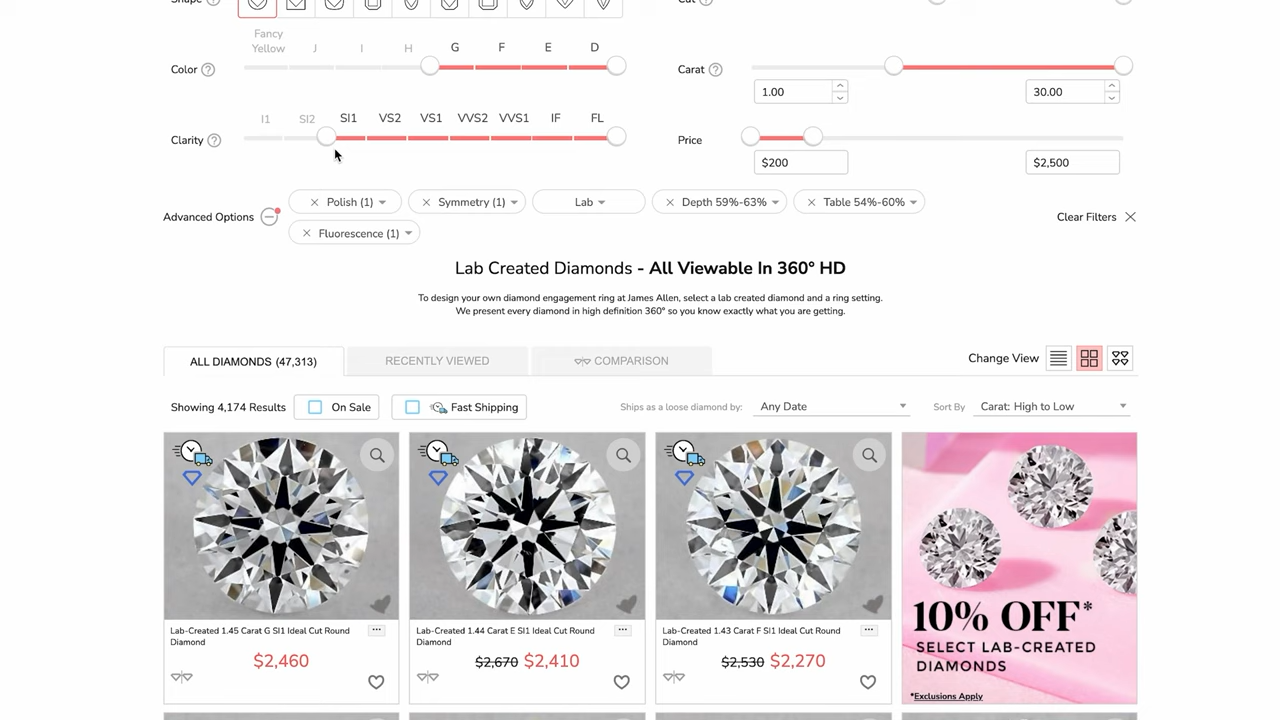 Shape ?
Cut ?
Fancy
Yellow J I H G F E D
Color ?
Carat ?
1.00
30.00
I1 SI2 SI1 VS2 VS1 VVS2 VVS1 IF FL
Clarity ?
Price
$200
$2,500
Advanced Options
Polish (1)
Symmetry (1)
Lab
Depth 59%-63%
Table 54%-60%
Fluorescence (1)
Clear Filters
Lab Created Diamonds - All Viewable In 360° HD
To design your own diamond engagement ring at James Allen, select a lab created diamond and a ring setting.
We present every diamond in high definition 360° so you know exactly what you are getting.
ALL DIAMONDS (47,313)
RECENTLY VIEWED
COMPARISON
Change View
Showing 4,174 Results
On Sale
Fast Shipping
Ships as a loose diamond by:
Any Date
Sort By
Carat: High to Low
Lab-Created 1.45 Carat G SI1 Ideal Cut Round
Diamond
$2,460
Lab-Created 1.44 Carat E SI1 Ideal Cut Round
Diamond
$2,670 $2,410
Lab-Created 1.43 Carat F SI1 Ideal Cut Round
Diamond
$2,530 $2,270
10% OFF*
SELECT LAB-CREATED
DIAMONDS
*Exclusions Apply